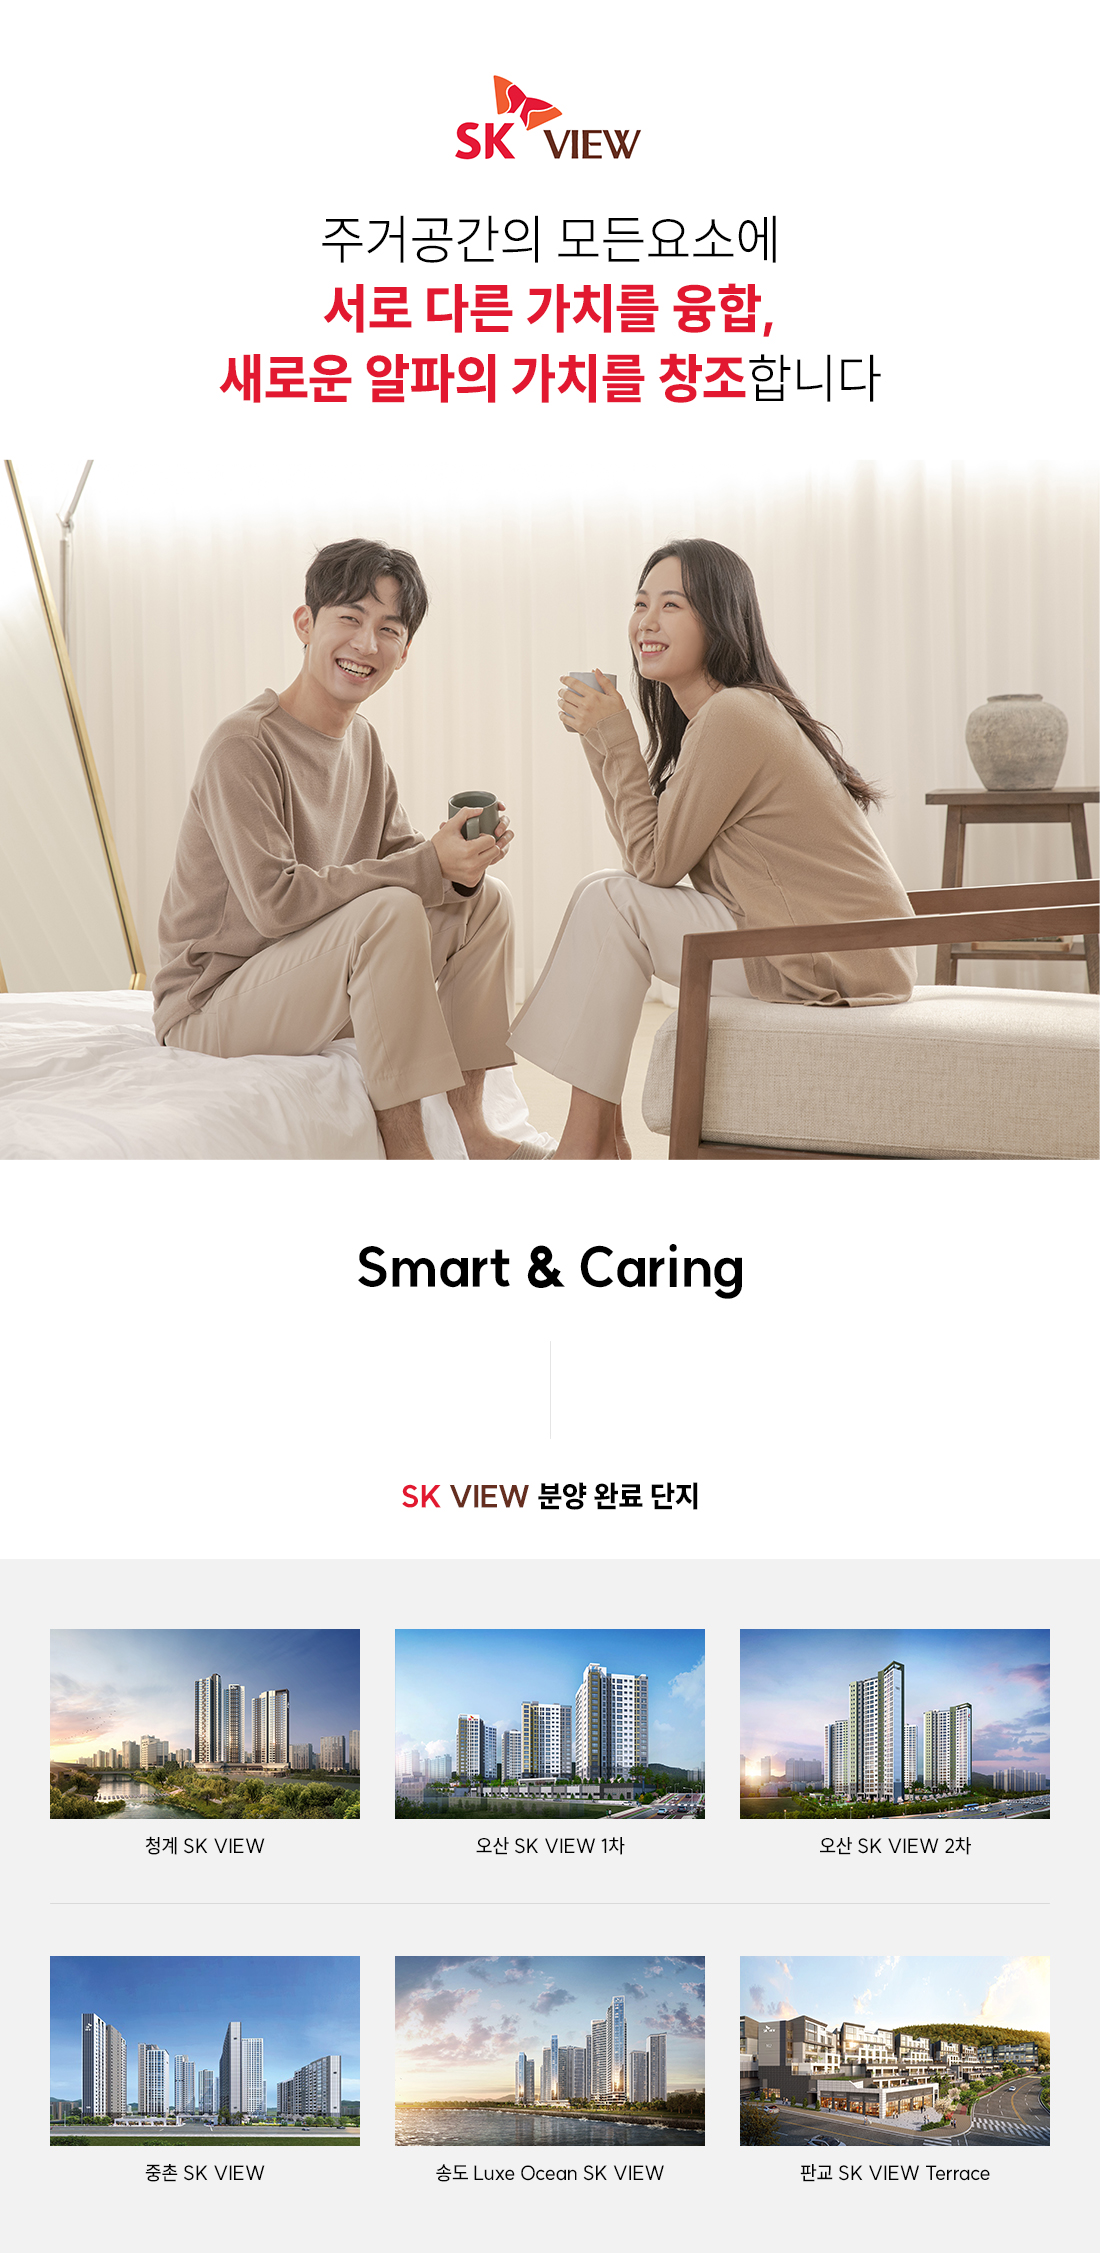 SK VIEW
주거공간의 모든요소에
서로 다른 가치를 융합,
새로운 알파의 가치를 창조합니다
Smart & Caring
SK VIEW 분양 완료 단지
청계 SK VIEW
오산 SK VIEW 1차
오산 SK VIEW 2차
중촌 SK VIEW
송도 Luxe Ocean SK VIEW
판교 SK VIEW Terrace